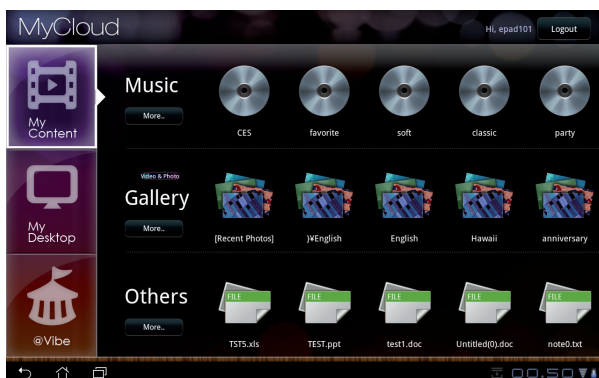 MyCloud
Hi, epad101
Logout
My
Content
Music
More..
CES
favorite
soft
classic
party
My
Desktop
Video & Photo
Gallery
More..
[Recent Photos]
}¥English
English
Hawaii
anniversary
@Vibe
Others
More..
FILE
FILE
FILE
FILE
FILE
TST5.xls
TEST.ppt
test1.doc
Untitled(0).doc
note0.txt
00.50